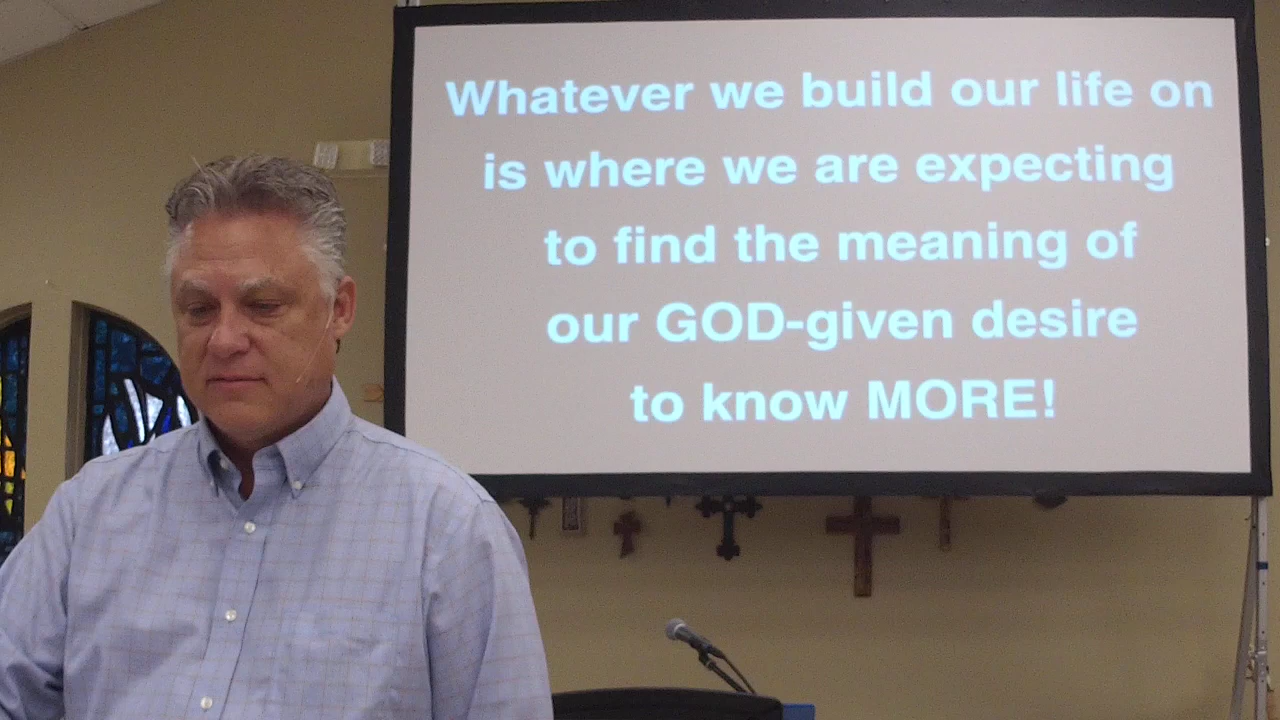 Whatever we build our life on
is where we are expecting
to find the meaning of
our GOD-given desire
to know MORE!